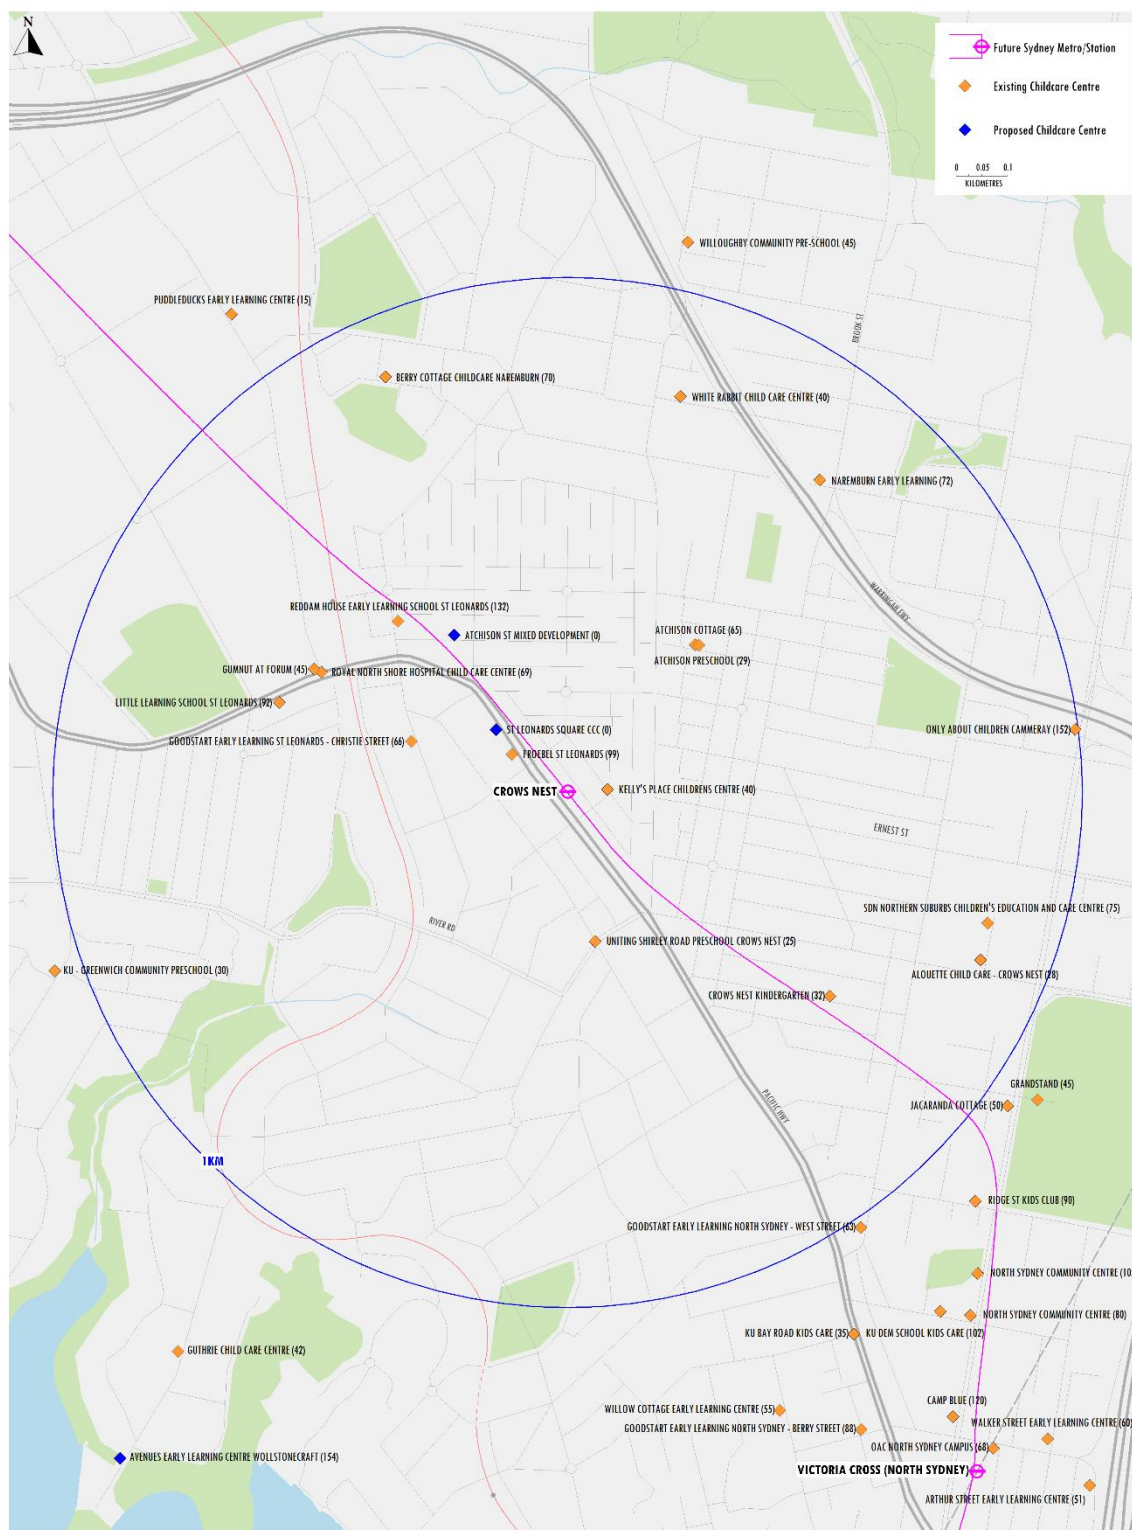 N
Future Sydney Metro/Station
Existing Childcare Centre
Proposed Childcare Centre
0 0.05 0.1
KILOMETRES
WILLOUGHBY COMMUNITY PRE-SCHOOL (45)
PUDDLEDUCKS EARLY LEARNING CENTRE (15)
BROOK ST
BERRY COTTAGE CHILDCARE NAREMBURN (70)
WHITE RABBIT CHILD CARE CENTRE (40)
NAREMBURN EARLY LEARNING (72)
WARRINGAH FWY
REDDAM HOUSE EARLY LEARNING SCHOOL ST LEONARDS (132)
ATCHISON ST MIXED DEVELOPMENT (0)
ATCHISON COTTAGE (65)
ATCHISON PRESCHOOL (29)
GUMNUT AT FORUM (45)
ROYAL NORTH SHORE HOSPITAL CHILD CARE CENTRE (69)
LITTLE LEARNING SCHOOL ST LEONARDS (92)
ST LEONARDS SQUARE CCC (0)
ONLY ABOUT CHILDREN CAMMERAY (152)
GOODSTART EARLY LEARNING ST LEONARDS - CHRISTIE STREET (66)
FROEBEL ST LEONARDS (99)
CROWS NEST
KELLY'S PLACE CHILDRENS CENTRE (40)
ERNEST ST
SDN NORTHERN SUBURBS CHILDREN'S EDUCATION AND CARE CENTRE (75)
RIVER RD
UNITING SHIRLEY ROAD PRESCHOOL CROWS NEST (25)
KU - GREENWICH COMMUNITY PRESCHOOL (30)
ALOUETTE CHILD CARE - CROWS NEST (28)
CROWS NEST KINDERGARTEN (32)
GRANDSTAND (45)
PACIFIC HWY
JACARANDA COTTAGE (50)
1KM
RIDGE ST KIDS CLUB (90)
GOODSTART EARLY LEARNING NORTH SYDNEY - WEST STREET (63)
NORTH SYDNEY COMMUNITY CENTRE (10
NORTH SYDNEY COMMUNITY CENTRE (80)
KU BAY ROAD KIDS CARE (35)
KU DEM SCHOOL KIDS CARE (102)
GUTHRIE CHILD CARE CENTRE (42)
CAMP BLUE (120)
WILLOW COTTAGE EARLY LEARNING CENTRE (55)
WALKER STREET EARLY LEARNING CENTRE (60)
GOODSTART EARLY LEARNING NORTH SYDNEY - BERRY STREET (88)
OAC NORTH SYDNEY CAMPUS (68)
AVENUES EARLY LEARNING CENTRE WOLLSTONECRAFT (154)
VICTORIA CROSS (NORTH SYDNEY)
ARTHUR STREET EARLY LEARNING CENTRE (51)